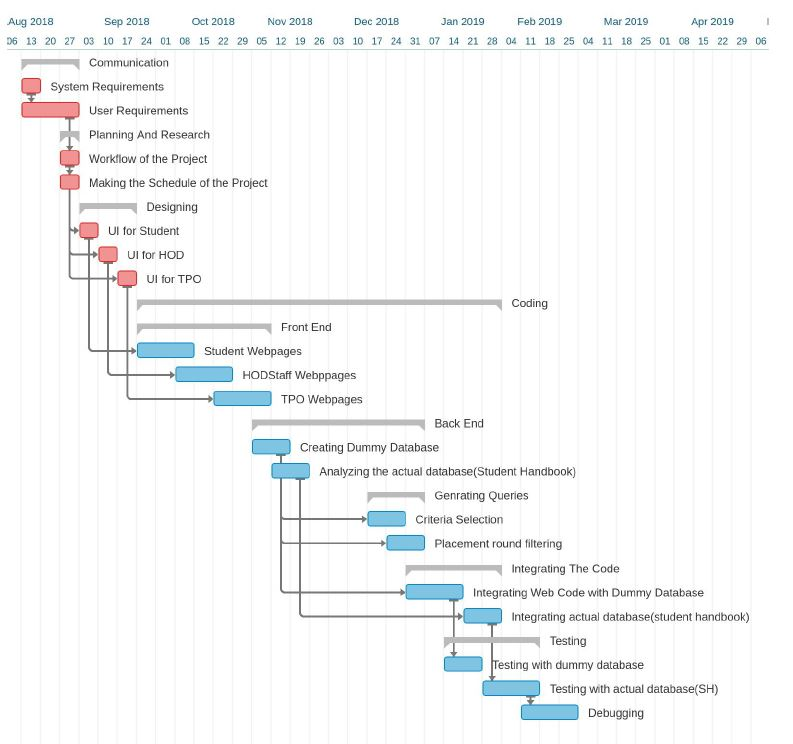 Aug 2018 Sep 2018 Oct 2018 Nov 2018 Dec 2018 Jan 2019 Feb 2019 Mar 2019 Apr 2019
06 13 20 27 03 10 17 24 01 08 15 22 29 05 12 19 26 03 10 17 24 31 07 14 21 28 04 11 18 25 04 11 18 25 01 08 15 22 29 06
Communication
System Requirements
User Requirements
Planning And Research
Workflow of the Project
Making the Schedule of the Project
Designing
UI for Student
UI for HOD
UI for TPO
Coding
Front End
Student Webpages
HODStaff Webppages
TPO Webpages
Back End
Creating Dummy Database
Analyzing the actual database(Student Handbook)
Genrating Queries
Criteria Selection
Placement round filtering
Integrating The Code
Integrating Web Code with Dummy Database
Integrating actual database(student handbook)
Testing
Testing with dummy database
Testing with actual database(SH)
Debugging